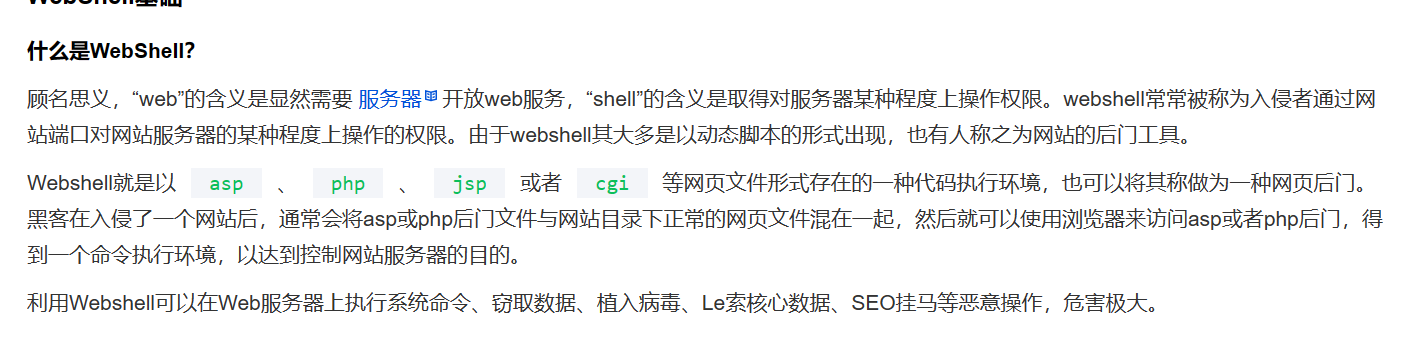 WebShell基础
什么是WebShell？
顾名思义，“web”的含义是显然需要 服务器 开放web服务，“shell”的含义是取得对服务器某种程度上操作权限。webshell常常被称为入侵者通过网
站端口对网站服务器的某种程度上操作的权限。由于webshell其大多是以动态脚本的形式出现，也有人称之为网站的后门工具。
Webshell就是以 asp 、 php 、 jsp 或者 cgi 等网页文件形式存在的一种代码执行环境，也可以将其称做为一种网页后门。
黑客在入侵了一个网站后，通常会将asp或php后门文件与网站目录下正常的网页文件混在一起，然后就可以使用浏览器来访问asp或者php后门，得
到一个命令执行环境，以达到控制网站服务器的目的。
利用Webshell可以在Web服务器上执行系统命令、窃取数据、植入病毒、Le索核心数据、SEO挂马等恶意操作，危害极大。